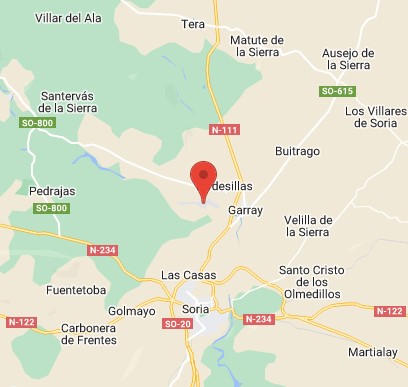 Villar del Ala
Tera
Matute de
la Sierra
Ausejo de
la Sierra
SO-615
Santervás
de la Sierra
SO-800
N-111
Los Villares
de Soria
Buitrago
Pedrajas
SO-800
desillas
Garray
Velilla de
la Sierra
N-234
Las Casas
Santo Cristo
de los
Olmedillos
Fuentetoba
Golmayo
Soria
N-122
Carbonera
de Frentes
SO-20
N-234
N-122
Martialay